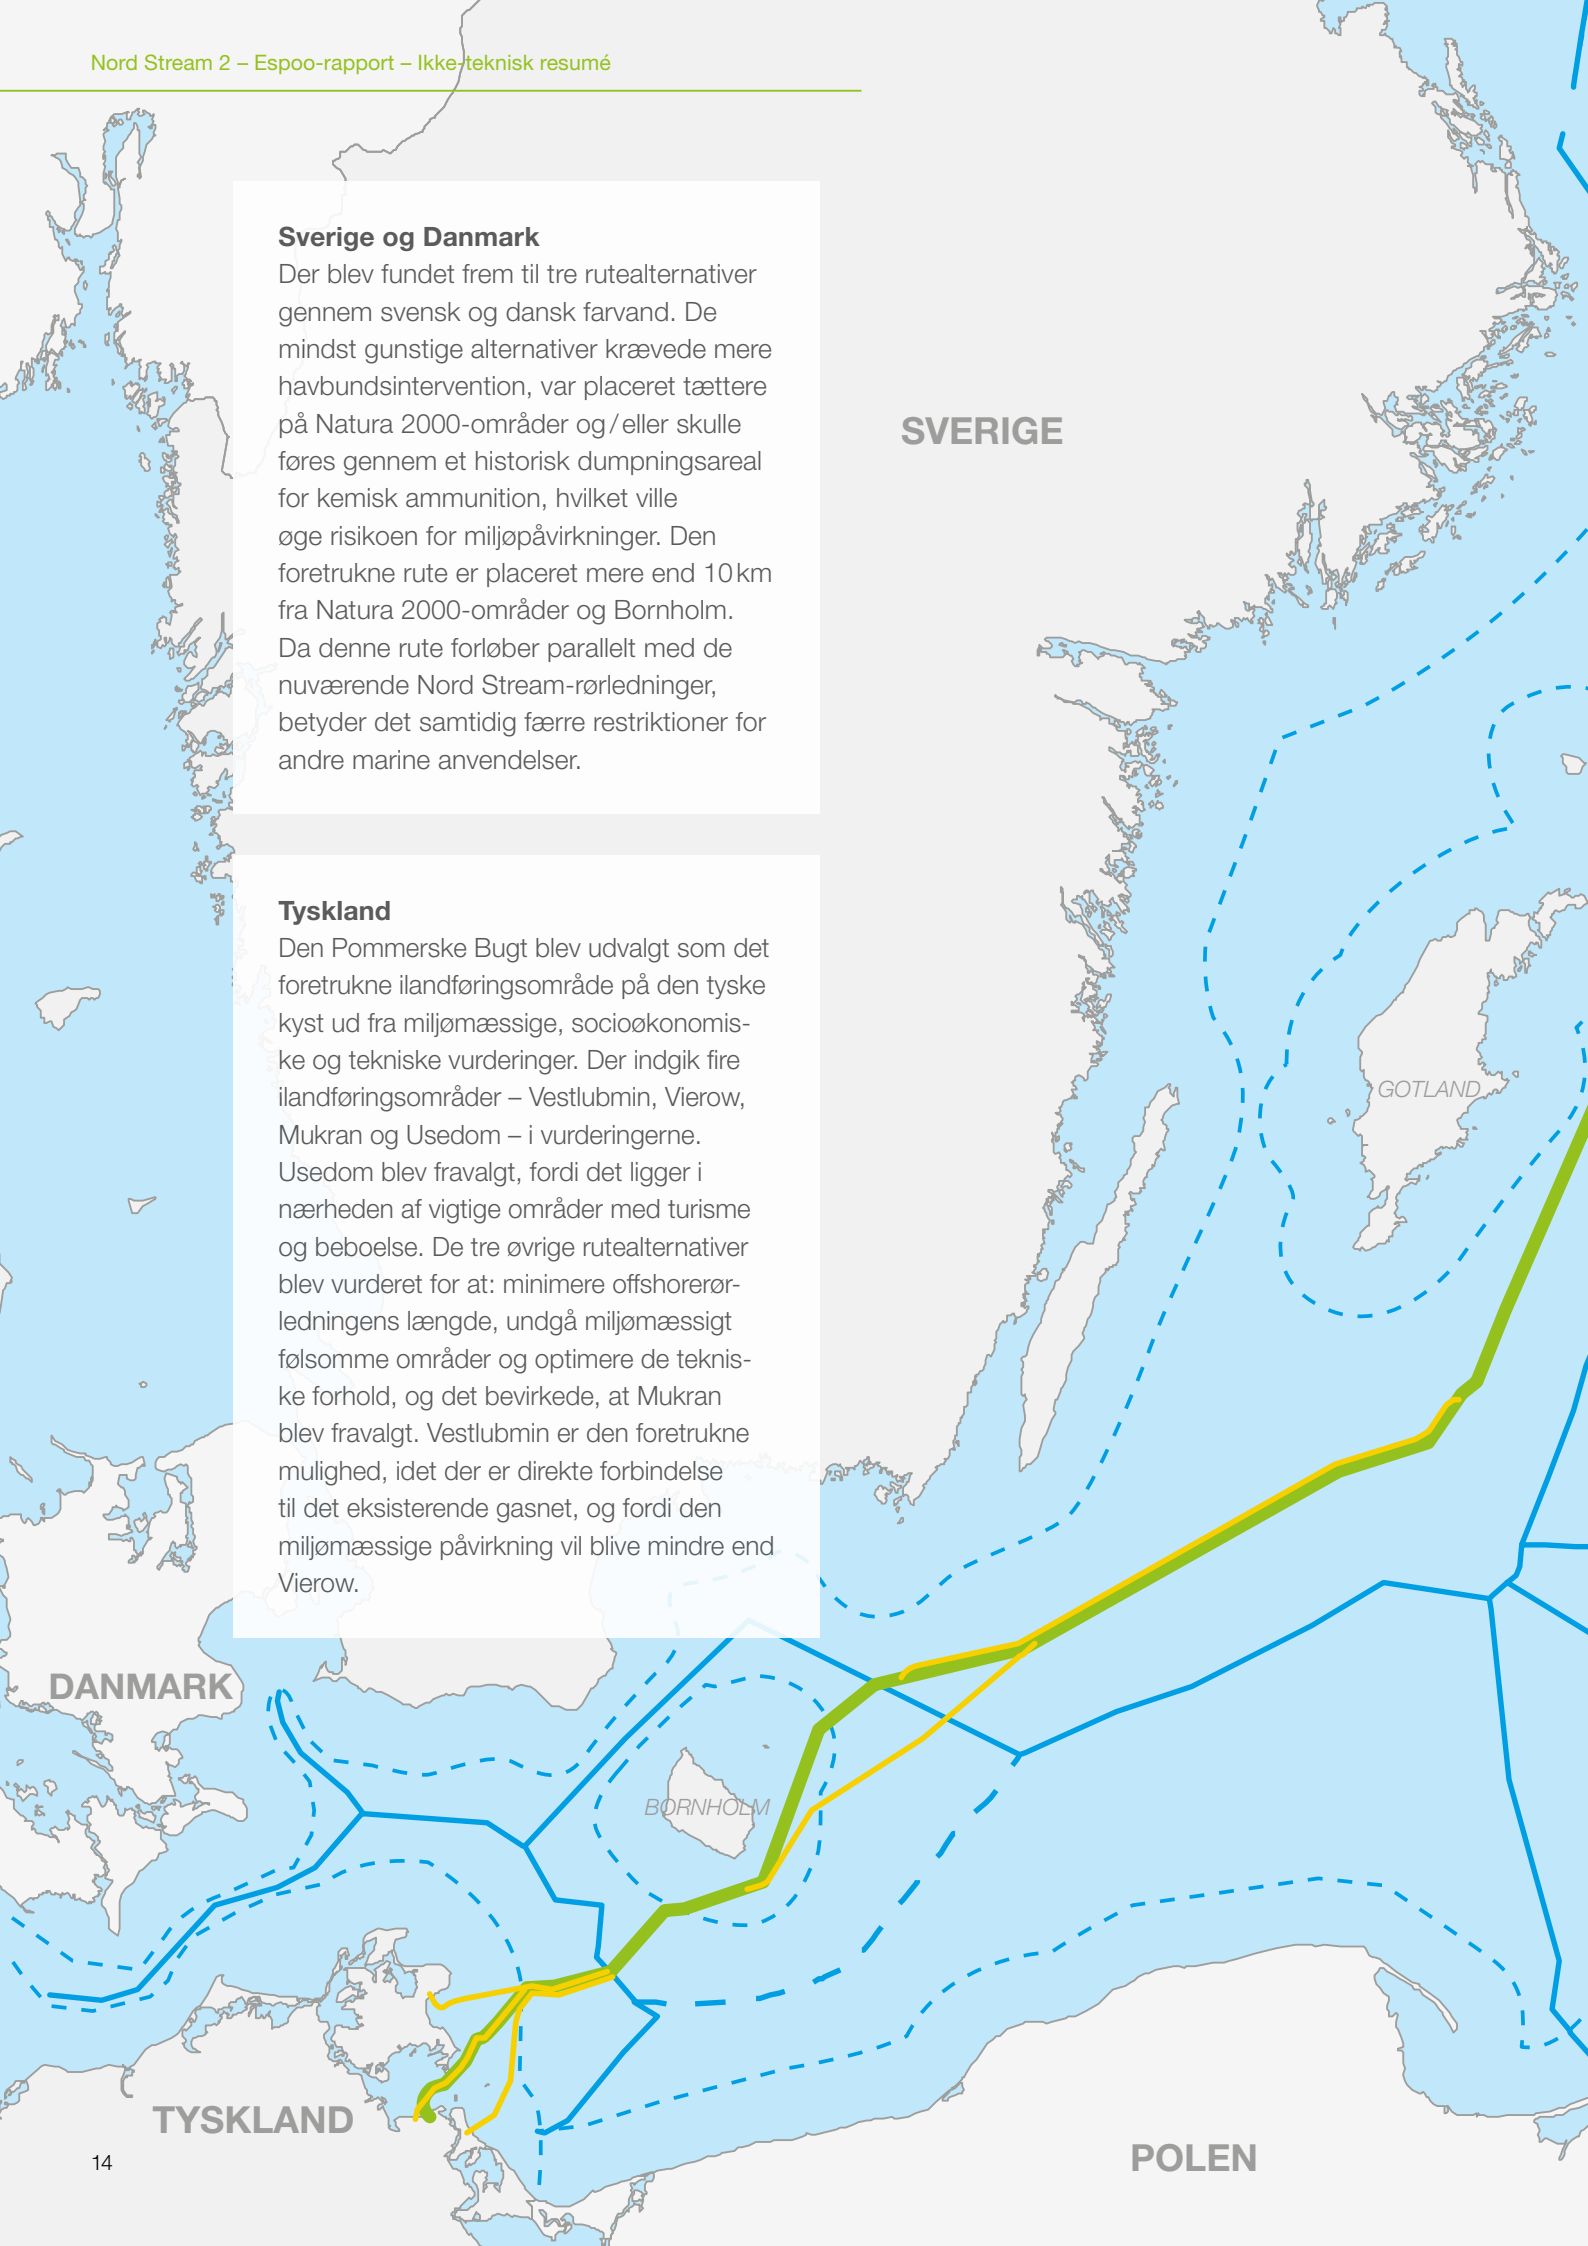 Nord Stream 2 – Espoo-rapport – Ikke-teknisk resumé
Sverige og Danmark
Der blev fundet frem til tre rutealternativer
gennem svensk og dansk farvand. De
mindst gunstige alternativer krævede mere
havbundsintervention, var placeret tættere
på Natura 2000-områder og/eller skulle
føres gennem et historisk dumpningsareal
for kemisk ammunition, hvilket ville
øge risikoen for miljøpåvirkninger. Den
foretrukne rute er placeret mere end 10 km
fra Natura 2000-områder og Bornholm.
Da denne rute forløber parallelt med de
nuværende Nord Stream-rørledninger,
betyder det samtidig færre restriktioner for
andre marine anvendelser.
SVERIGE
Tyskland
Den Pommerske Bugt blev udvalgt som det
foretrukne ilandføringsområde på den tyske
kyst ud fra miljømæssige, socioøkonomis-
ke og tekniske vurderinger. Der indgik fire
ilandføringsområder – Vestlubmin, Vierow,
Mukran og Usedom – i vurderingerne.
Usedom blev fravalgt, fordi det ligger i
nærheden af vigtige områder med turisme
og beboelse. De tre øvrige rutealternativer
blev vurderet for at: minimere offshorerør-
ledningens længde, undgå miljømæssigt
følsomme områder og optimere de teknis-
ke forhold, og det bevirkede, at Mukran
blev fravalgt. Vestlubmin er den foretrukne
mulighed, idet der er direkte forbindelse
til det eksisterende gasnet, og fordi den
miljømæssige påvirkning vil blive mindre end
Vierow.
GOTLAND
DANMARK
BORNHOLM
TYSKLAND
POLEN
14